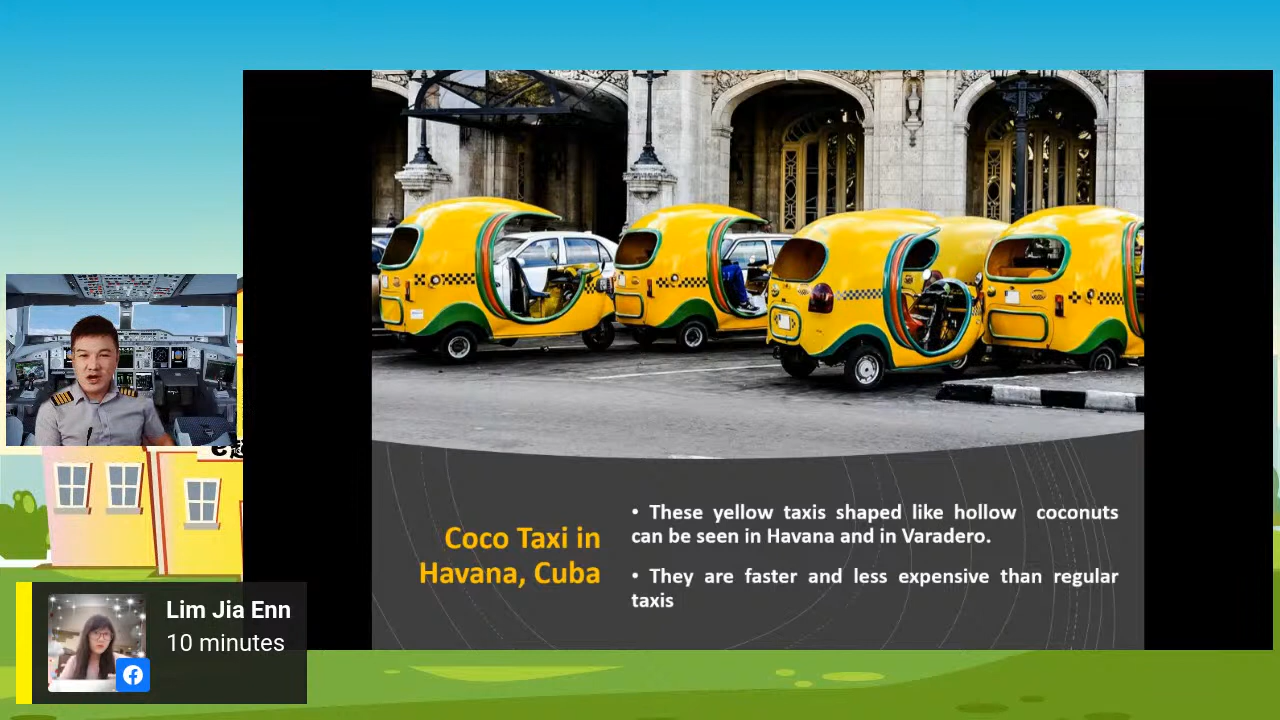 Coco Taxi in
Havana, Cuba
• These yellow taxis shaped like hollow coconuts
can be seen in Havana and in Varadero.
• They are faster and less expensive than regular
taxis
Lim Jia Enn
10 minutes